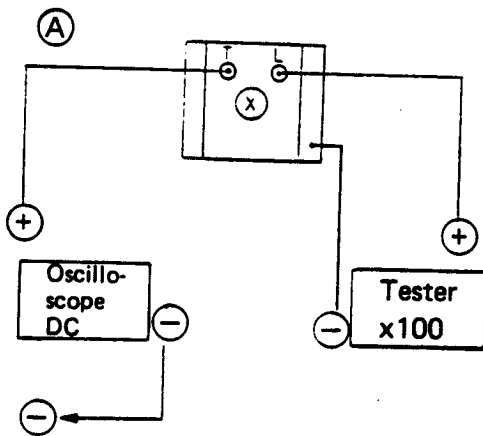 A
T L
X
+
+
Oscillo-
scope
DC
−
Tester
x100
−
−